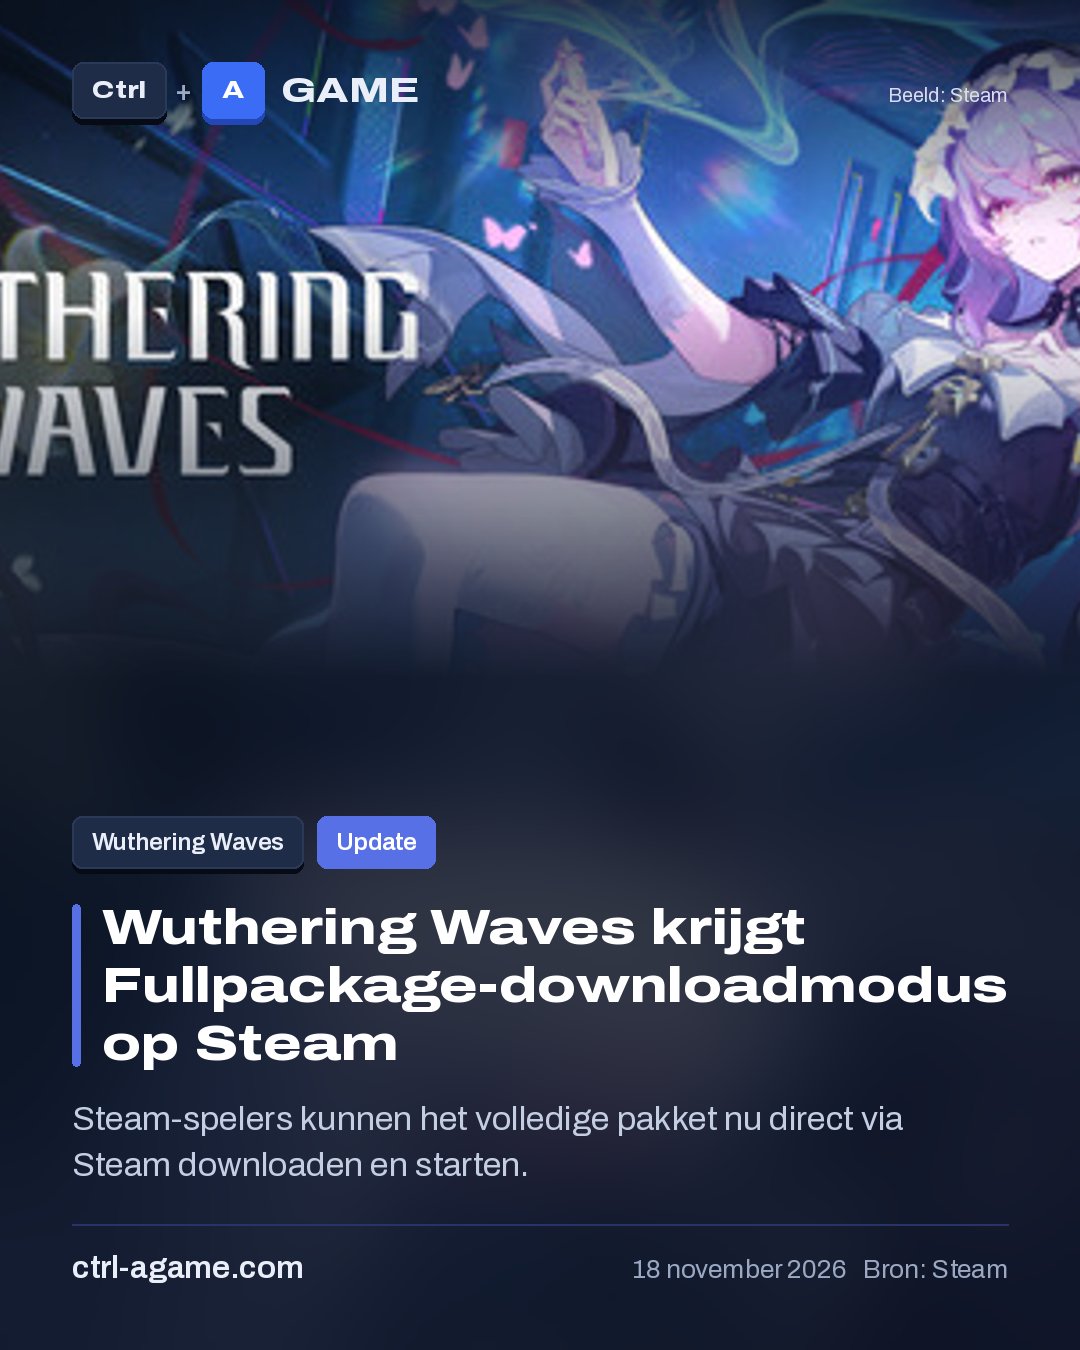 Ctrl + A GAME
Beeld: Steam
THERING
WAVES
Wuthering Waves Update
Wuthering Waves krijgt
Fullpackage-downloadmodus
op Steam
Steam-spelers kunnen het volledige pakket nu direct via
Steam downloaden en starten.
ctrl-agame.com
18 november 2026 Bron: Steam